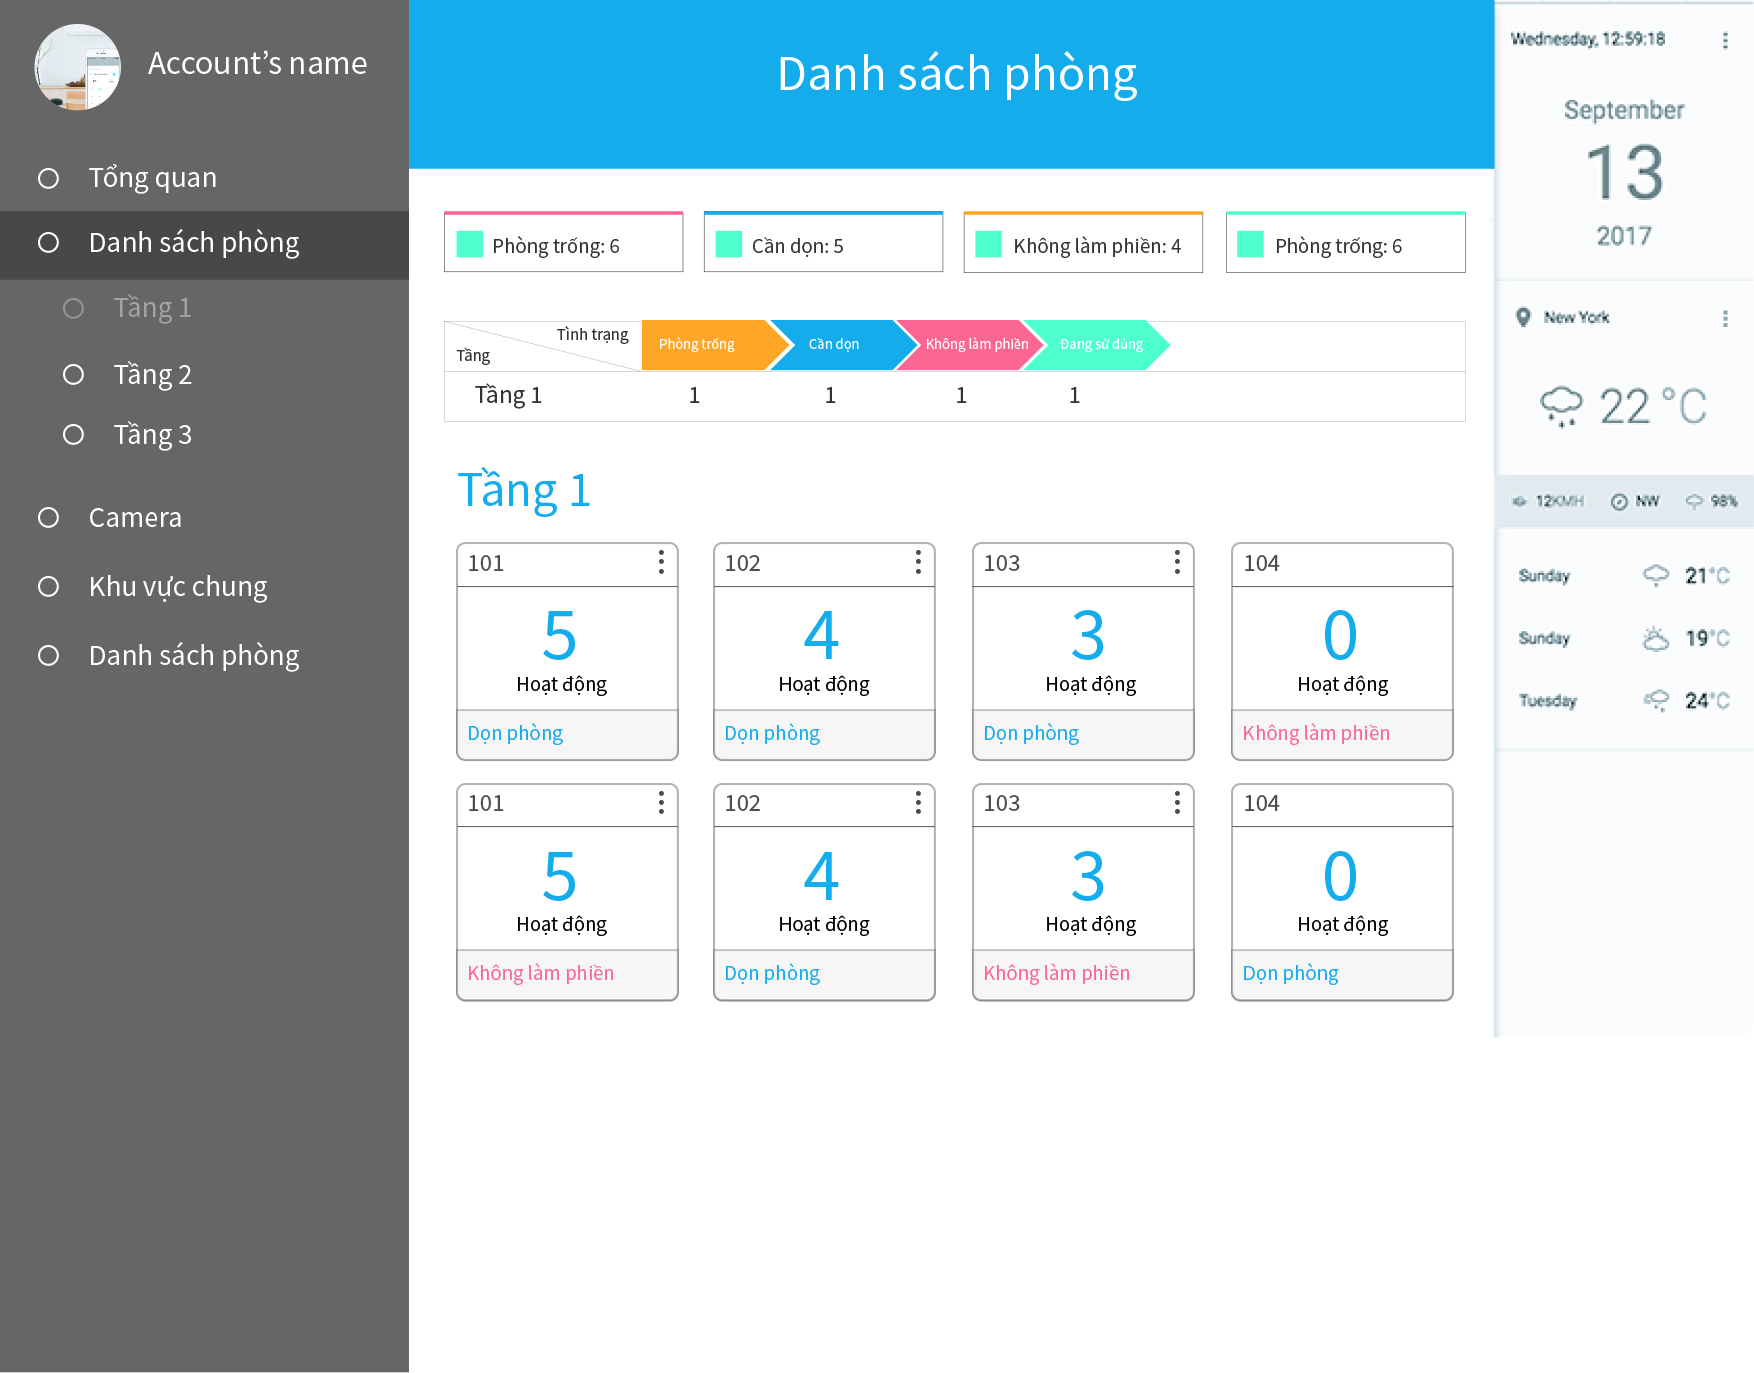 Account's name
Tổng quan
Danh sách phòng
Tầng 1
Tầng 2
Tầng 3
Camera
Khu vực chung
Danh sách phòng
Danh sách phòng
Phòng trống: 6
Cần dọn: 5
Không làm phiền: 4
Phòng trống: 6
Tình trạng
Tầng
Phòng trống
Cần dọn
Không làm phiền
Đang sử dủng
Tầng 1 1 1 1 1
Tầng 1
101
5
Hoạt động
Dọn phòng
102
4
Hoạt động
Dọn phòng
103
3
Hoạt động
Dọn phòng
104
0
Hoạt động
Không làm phiền
101
5
Hoạt động
Không làm phiền
102
4
Hoạt động
Dọn phòng
103
3
Hoạt động
Không làm phiền
104
0
Hoạt động
Dọn phòng
Wednesday, 12:59:18
September
13
2017
New York
22 °C
12KMH NW 98%
Sunday 21°C
Sunday 19°C
Tuesday 24°C